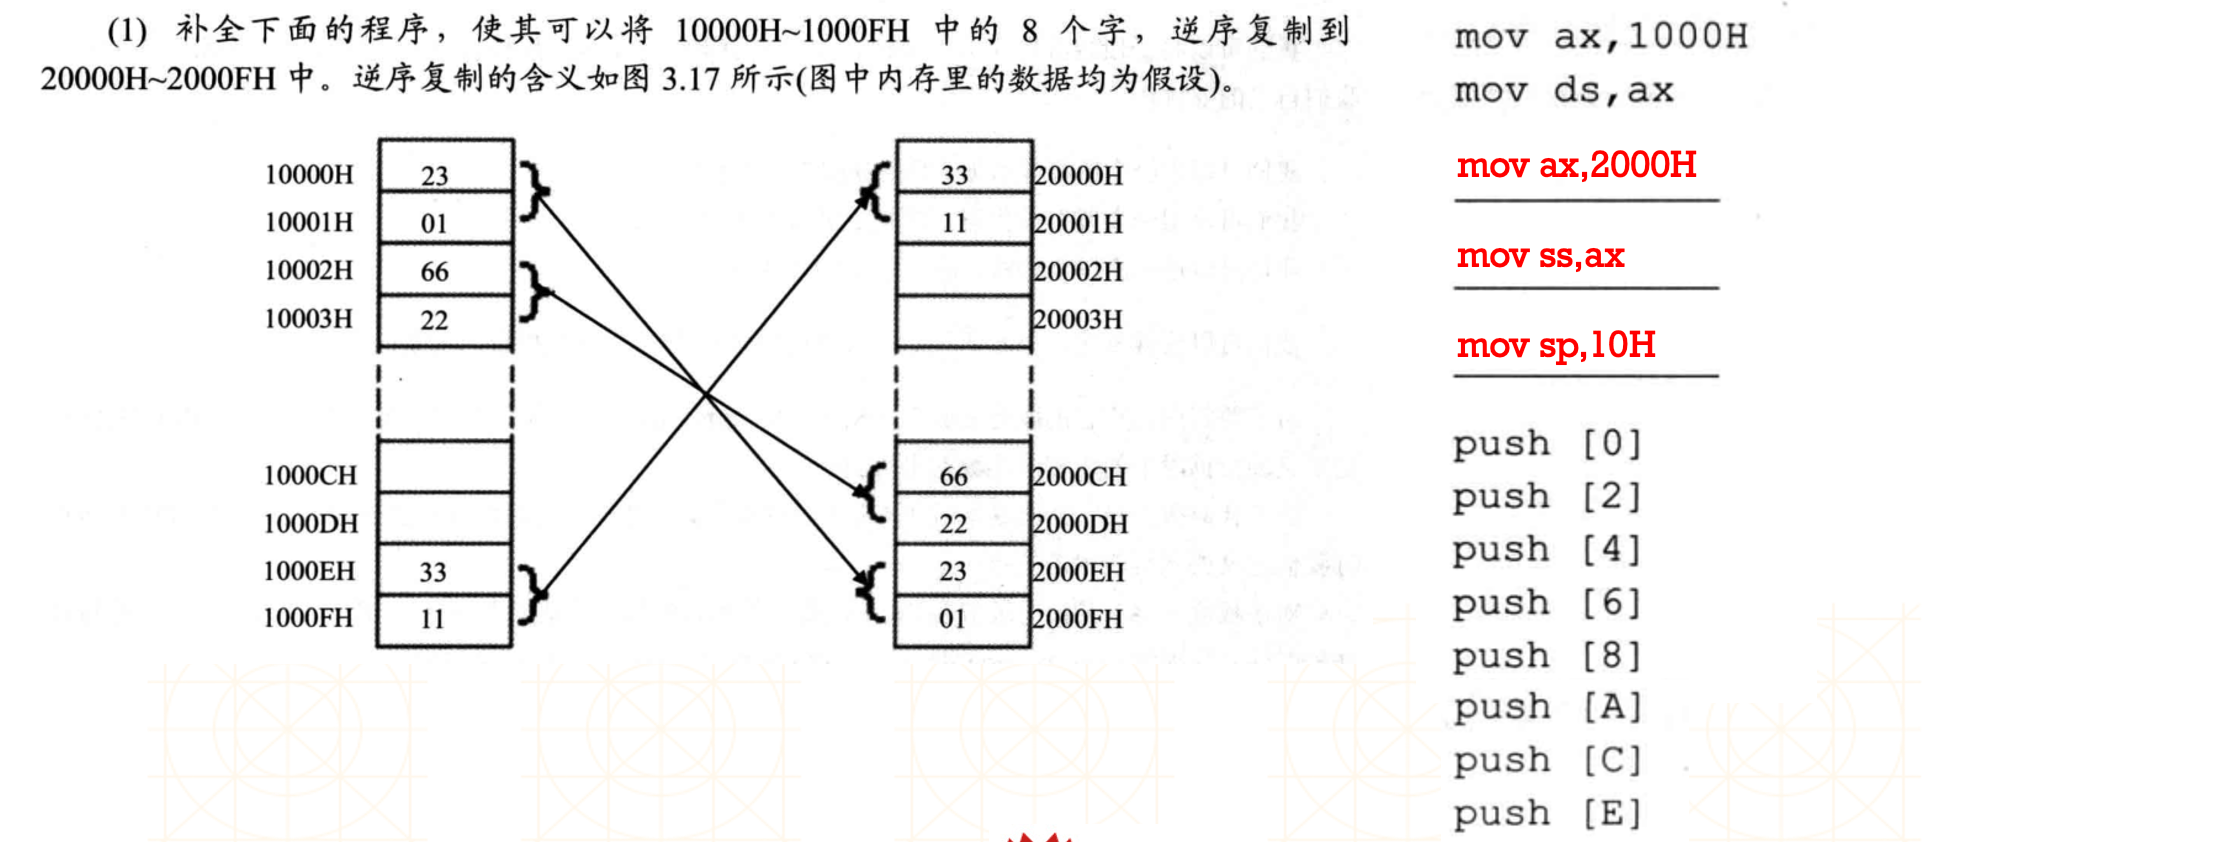 (1) 补全下面的程序，使其可以将 10000H~1000FH 中的 8 个字，逆序复制到
20000H~2000FH 中。逆序复制的含义如图 3.17 所示(图中内存里的数据均为假设)。
10000H 23
10001H 01
10002H 66
10003H 22
1000CH
1000DH
1000EH 33
1000FH 11
33 20000H
11 20001H
20002H
20003H
66 2000CH
22 2000DH
23 2000EH
01 2000FH
mov ax,1000H
mov ds,ax
mov ax,2000H
mov ss,ax
mov sp,10H
push [0]
push [2]
push [4]
push [6]
push [8]
push [A]
push [C]
push [E]